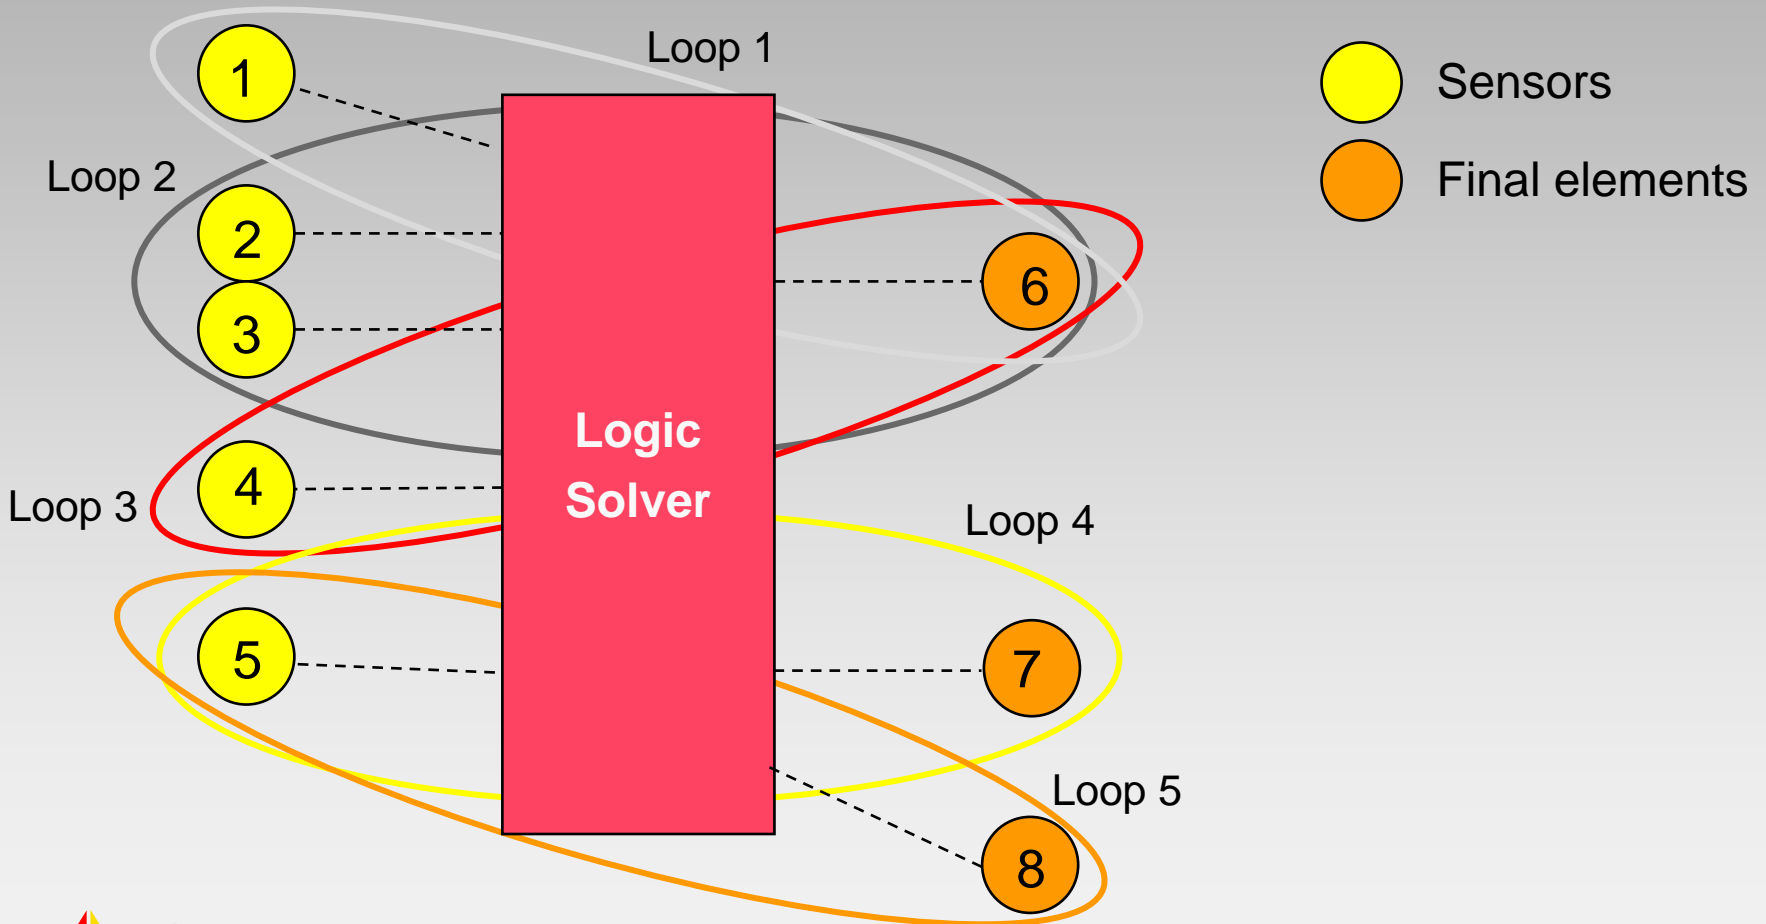 Loop 1
1
Sensors
Loop 2
Final elements
2
6
3
Logic
Solver
4
Loop 3
Loop 4
5
7
Loop 5
8